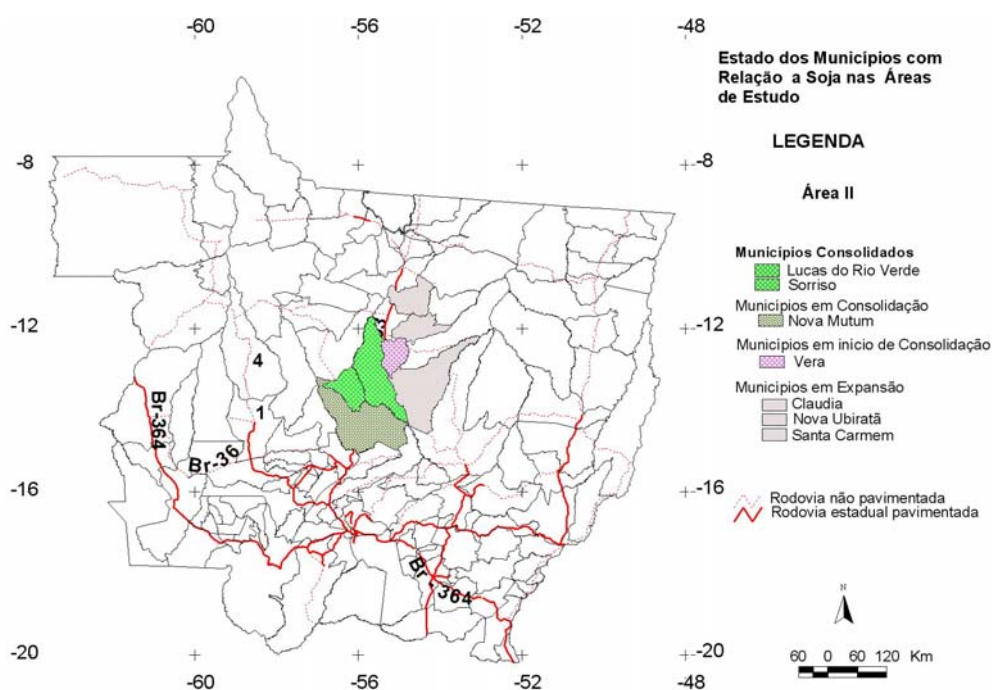 -60 -56 -52 -48
Estado dos Municípios com
Relação a Soja nas Áreas
de Estudo
LEGENDA
-8 -8
Área II
Municípios Consolidados
Lucas do Rio Verde
Sorriso
Municípios em Consolidação
Nova Mutum
Municípios em inicio de Consolidação
Vera
Municipios em Expansão
Claudia
Nova Ubiratã
Santa Carmem
-12 -12
3
4
1
Br-364
Br-36
-16 -16
Rodovia não pavimentada
Rodovia estadual pavimentada
Br - 364
N
-20 -20
60 0 60 120 Km
-60 -56 -52 -48